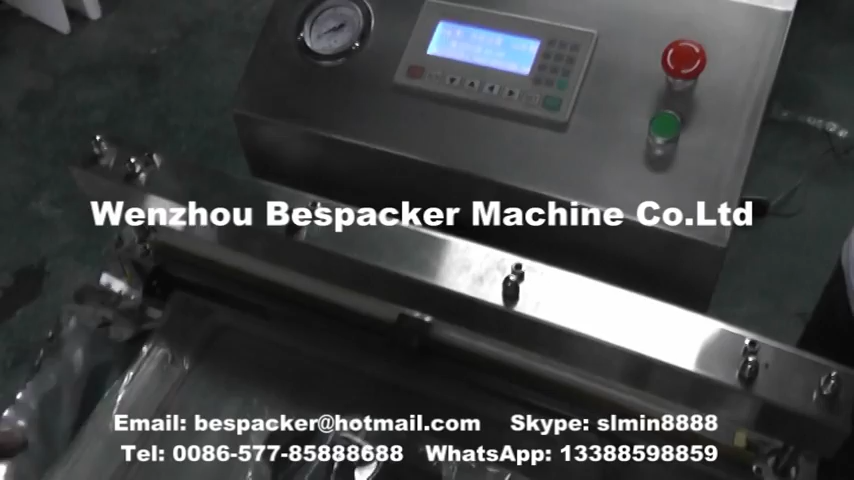 Wenzhou Bespacker Machine Co.Ltd
Email: bespacker@hotmail.com Skype: slmin8888
Tel: 0086-577-85888688 WhatsApp: 13388598859